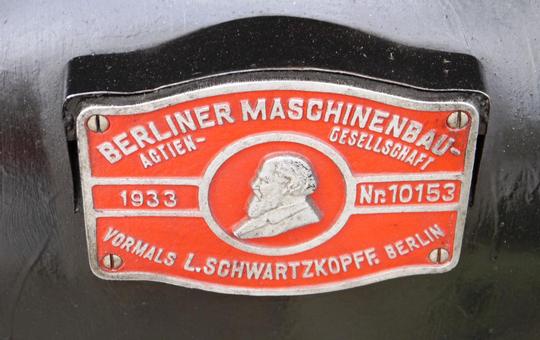 BERLINER MASCHINENBAU-
ACTIEN- GESELLSCHAFT
1933 Nr.10153
VORMALS L.SCHWARTZKOPFF. BERLIN